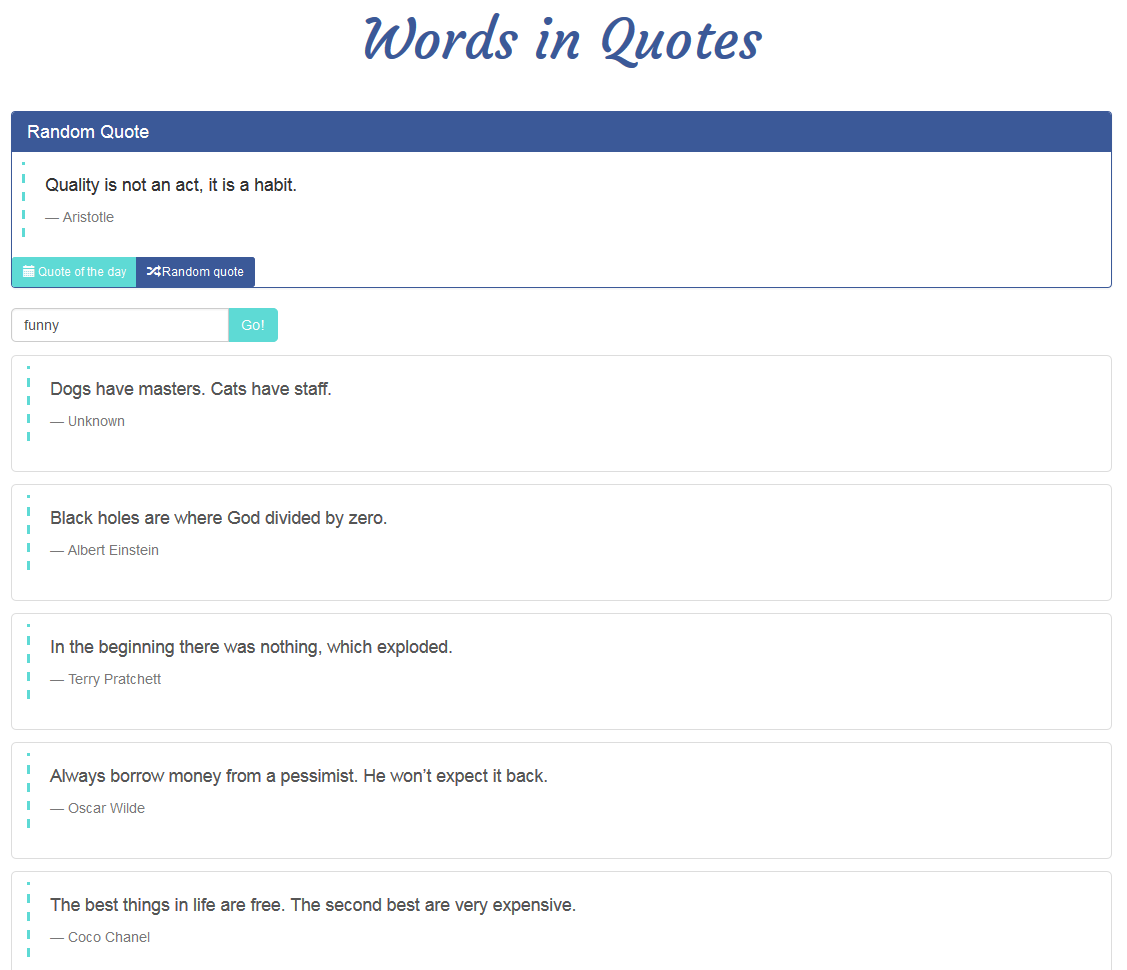 Words in Quotes
Random Quote
Quality is not an act, it is a habit.
— Aristotle
Quote of the day Random quote
funny Go!
Dogs have masters. Cats have staff.
— Unknown
Black holes are where God divided by zero.
— Albert Einstein
In the beginning there was nothing, which exploded.
— Terry Pratchett
Always borrow money from a pessimist. He won’t expect it back.
— Oscar Wilde
The best things in life are free. The second best are very expensive.
— Coco Chanel